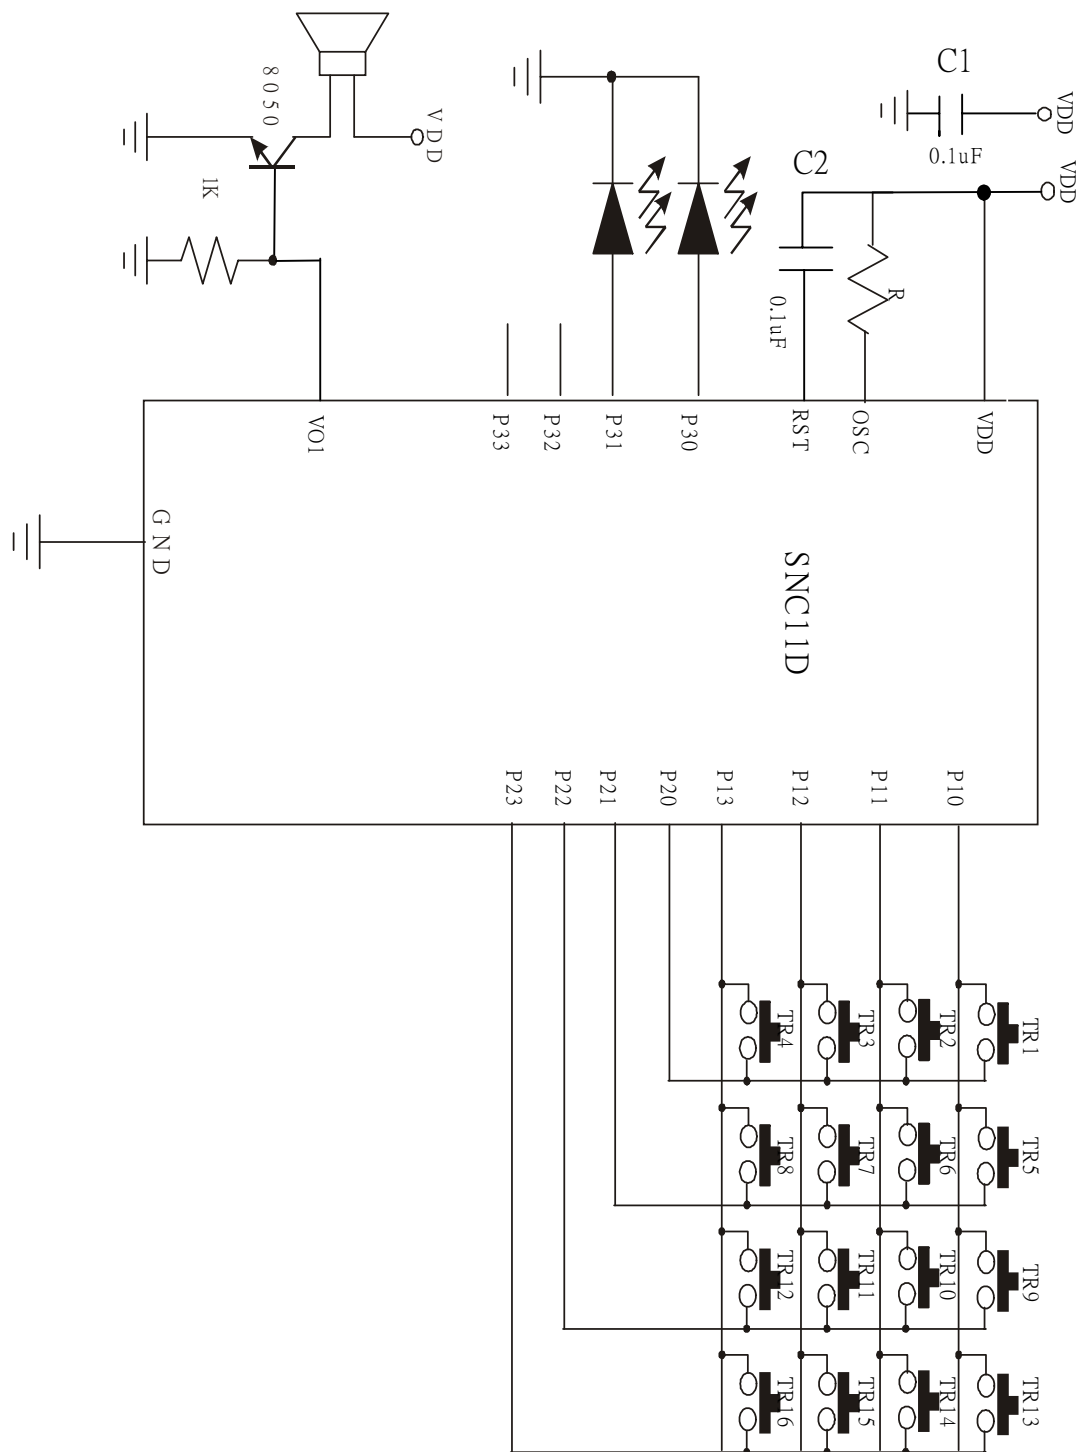 C1
VDD
0.1uF
8050
VDD
C2
VDD
1K
R
0.1uF
VO1
P33
P32
P31
P30
RST
OSC
VDD
GND
SNC11D
P23
P22
P21
P20
P13
P12
P11
P10
TR4
TR3
TR2
TR1
TR8
TR7
TR6
TR5
TR12
TR11
TR10
TR9
TR16
TR15
TR14
TR13